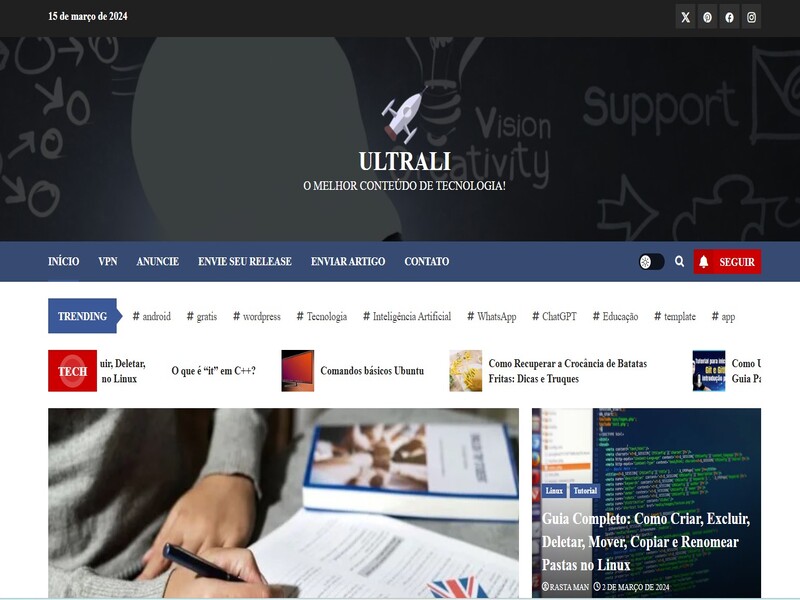 15 de março de 2024
Support
Vision
Creativity
ULTRALI
O MELHOR CONTEÚDO DE TECNOLOGIA!
INÍCIO VPN ANUNCIE ENVIE SEU RELEASE ENVIAR ARTIGO CONTATO SEGUIR
TRENDING # android # gratis # wordpress # Tecnologia # Inteligência Artificial # WhatsApp # ChatGPT # Educação # template # app
TECH
uir, Deletar,
no Linux
O que é “it” em C++?
Comandos básicos Ubuntu
Como Recuperar a Crocância de Batatas
Fritas: Dicas e Truques
Como U
Guia Pa
Linux Tutorial
Guia Completo: Como Criar, Excluir,
Deletar, Mover, Copiar e Renomear
Pastas no Linux
RASTA MAN 2 DE MARÇO DE 2024